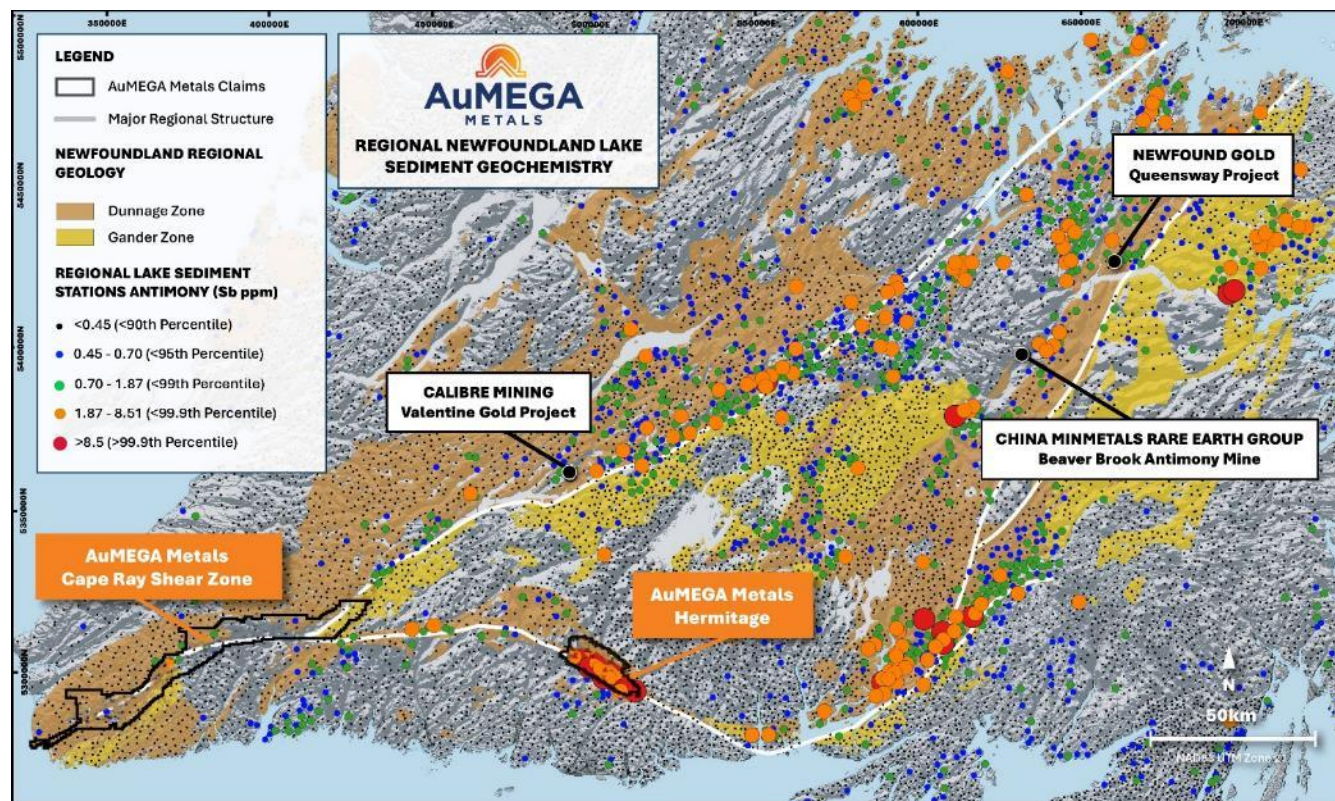 350000E
400000E
450000E
500000E
550000E
600000E
650000E
700000E
5500000N
5450000N
5400000N
5350000N
5300000N
LEGEND
AuMEGA Metals Claims
Major Regional Structure
NEWFOUNDLAND REGIONAL
GEOLOGY
Dunnage Zone
Gander Zone
REGIONAL LAKE SEDIMENT
STATIONS ANTIMONY (Sb ppm)
<0.45 (<90th Percentile)
0.45 - 0.70 (<95th Percentile)
0.70 - 1.87 (<99th Percentile)
1.87 - 8.51 (<99.9th Percentile)
>8.5 (>99.9th Percentile)
AuMEGA
METALS
REGIONAL NEWFOUNDLAND LAKE
SEDIMENT GEOCHEMISTRY
NEWFOUND GOLD
Queensway Project
CALIBRE MINING
Valentine Gold Project
CHINA MINMETALS RARE EARTH GROUP
Beaver Brook Antimony Mine
AuMEGA Metals
Cape Ray Shear Zone
AuMEGA Metals
Hermitage
N
50km
NAD83 UTM Zone 21